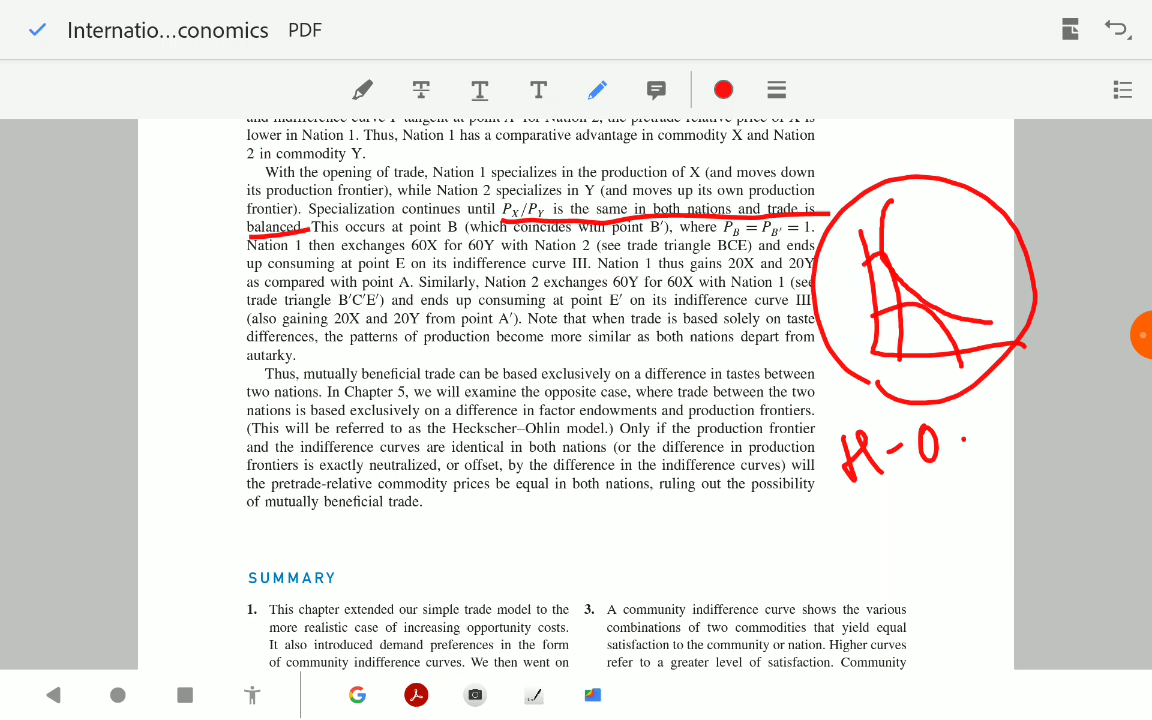 Internatio...conomics PDF
lower in Nation 1. Thus, Nation 1 has a comparative advantage in commodity X and Nation
2 in commodity Y.
With the opening of trade, Nation 1 specializes in the production of X (and moves down
its production frontier), while Nation 2 specializes in Y (and moves up its own production
frontier). Specialization continues until PX/PY is the same in both nations and trade is
balanced. This occurs at point B (which coincides with point B′), where PB = PB′ = 1.
Nation 1 then exchanges 60X for 60Y with Nation 2 (see trade triangle BCE) and ends
up consuming at point E on its indifference curve III. Nation 1 thus gains 20X and 20Y
as compared with point A. Similarly, Nation 2 exchanges 60Y for 60X with Nation 1 (see
trade triangle B′C′E′) and ends up consuming at point E′ on its indifference curve III′
(also gaining 20X and 20Y from point A′). Note that when trade is based solely on taste
differences, the patterns of production become more similar as both nations depart from
autarky.
Thus, mutually beneficial trade can be based exclusively on a difference in tastes between
two nations. In Chapter 5, we will examine the opposite case, where trade between the two
nations is based exclusively on a difference in factor endowments and production frontiers.
(This will be referred to as the Heckscher–Ohlin model.) Only if the production frontier
and the indifference curves are identical in both nations (or the difference in production
frontiers is exactly neutralized, or offset, by the difference in the indifference curves) will
the pretrade-relative commodity prices be equal in both nations, ruling out the possibility
of mutually beneficial trade.
H-O.
SUMMARY
1. This chapter extended our simple trade model to the
more realistic case of increasing opportunity costs.
It also introduced demand preferences in the form
of community indifference curves. We then went on
3. A community indifference curve shows the various
combinations of two commodities that yield equal
satisfaction to the community or nation. Higher curves
refer to a greater level of satisfaction. Community